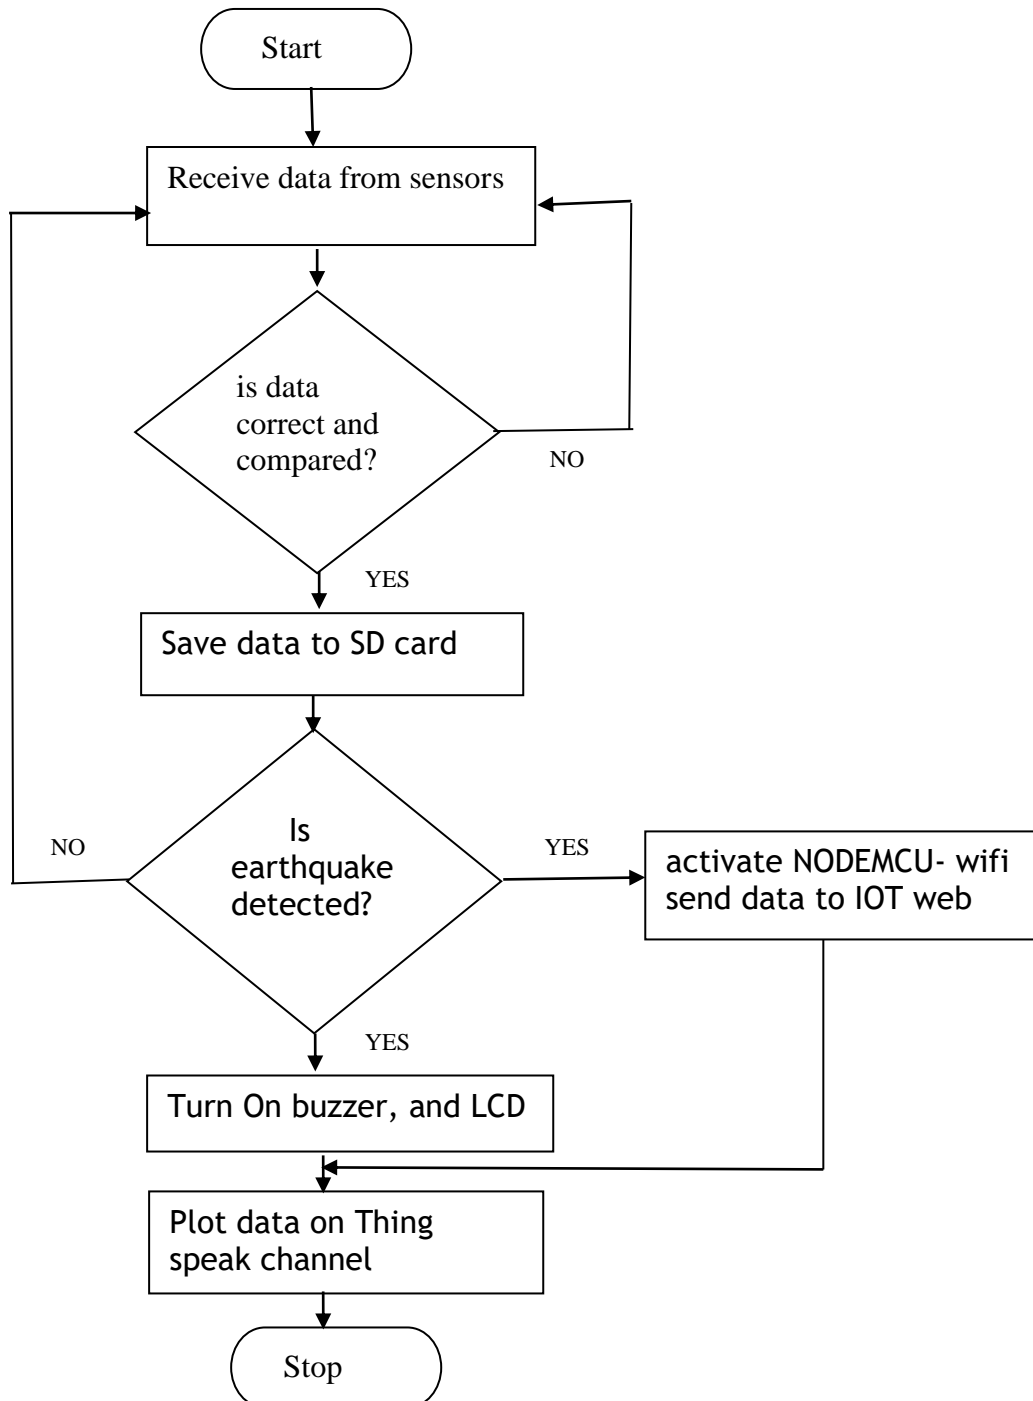 Start
Receive data from sensors
is data
correct and
compared?
NO
YES
Save data to SD card
Is
earthquake
detected?
NO
YES
activate NODEMCU- wifi
send data to IOT web
YES
Turn On buzzer, and LCD
Plot data on Thing
speak channel
Stop